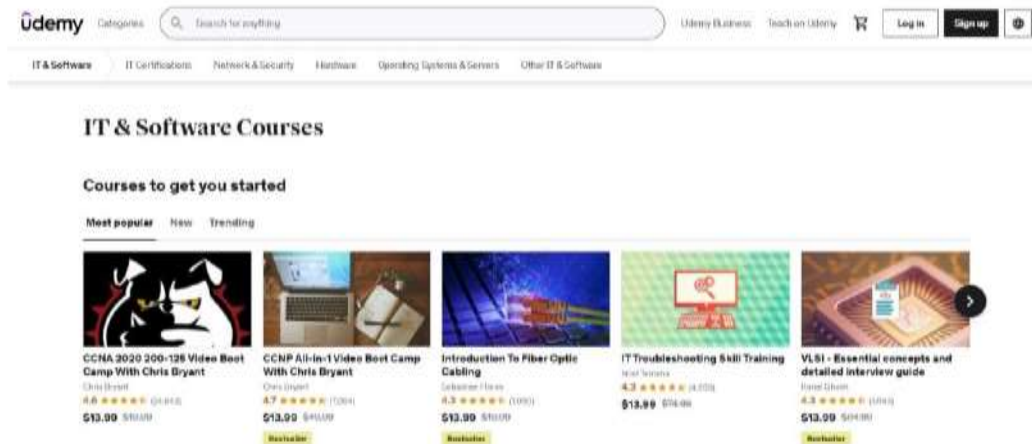 Udemy Categories Search for anything Udemy Business Teach on Udemy Log in Sign up
IT & Software IT Certifications Network & Security Hardware Operating Systems & Servers Other IT & Software
IT & Software Courses
Courses to get you started
Most popular New Trending
CCNA 2020 200-125 Video Boot Camp With Chris Bryant
Chris Bryant
4.6
$13.99
CCNP All-in-1 Video Boot Camp With Chris Bryant
Chris Bryant
4.7
$13.99
Bestseller
Introduction To Fiber Optic Cabling
4.3
$13.99
Bestseller
IT Troubleshooting Skill Training
4.3
$13.99
VLSI - Essential concepts and detailed interview guide
4.3
$13.99
Bestseller